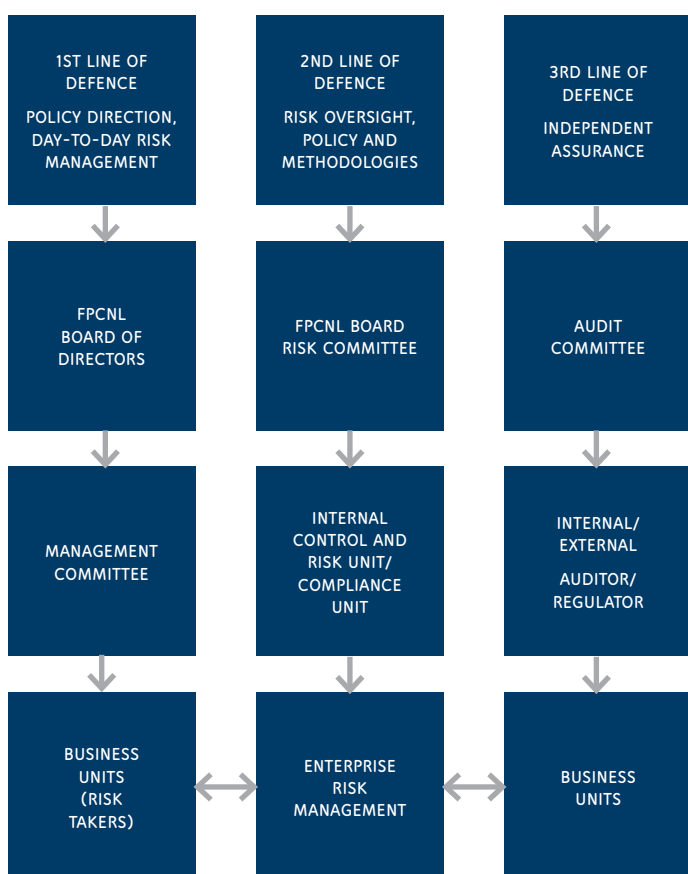 1ST LINE OF
DEFENCE
POLICY DIRECTION,
DAY-TO-DAY RISK
MANAGEMENT
2ND LINE OF
DEFENCE
RISK OVERSIGHT,
POLICY AND
METHODOLOGIES
3RD LINE OF
DEFENCE
INDEPENDENT
ASSURANCE
FPCNL
BOARD OF
DIRECTORS
FPCNL BOARD
RISK COMMITTEE
AUDIT
COMMITTEE
MANAGEMENT
COMMITTEE
INTERNAL
CONTROL AND
RISK UNIT/
COMPLIANCE
UNIT
INTERNAL/
EXTERNAL
AUDITOR/
REGULATOR
BUSINESS
UNITS
(RISK
TAKERS)
ENTERPRISE
RISK
MANAGEMENT
BUSINESS
UNITS